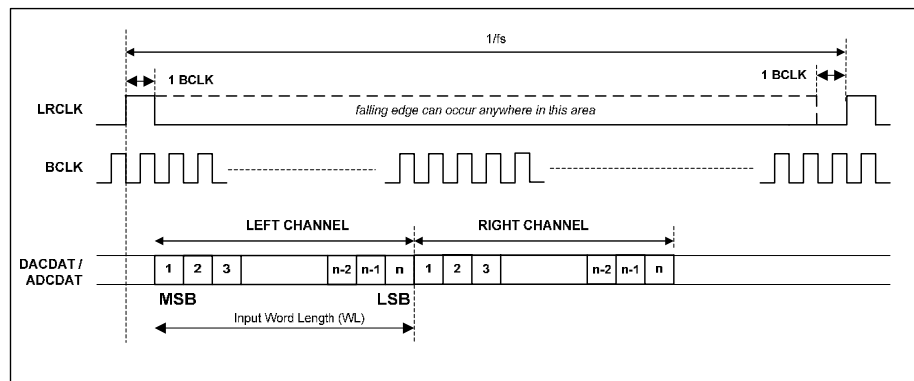 1/fs
1 BCLK
1 BCLK
LRCLK
falling edge can occur anywhere in this area
BCLK
LEFT CHANNEL
RIGHT CHANNEL
DACDAT /
ADCDAT
1 2 3 n-2 n-1 n 1 2 3 n-2 n-1 n
MSB LSB
Input Word Length (WL)